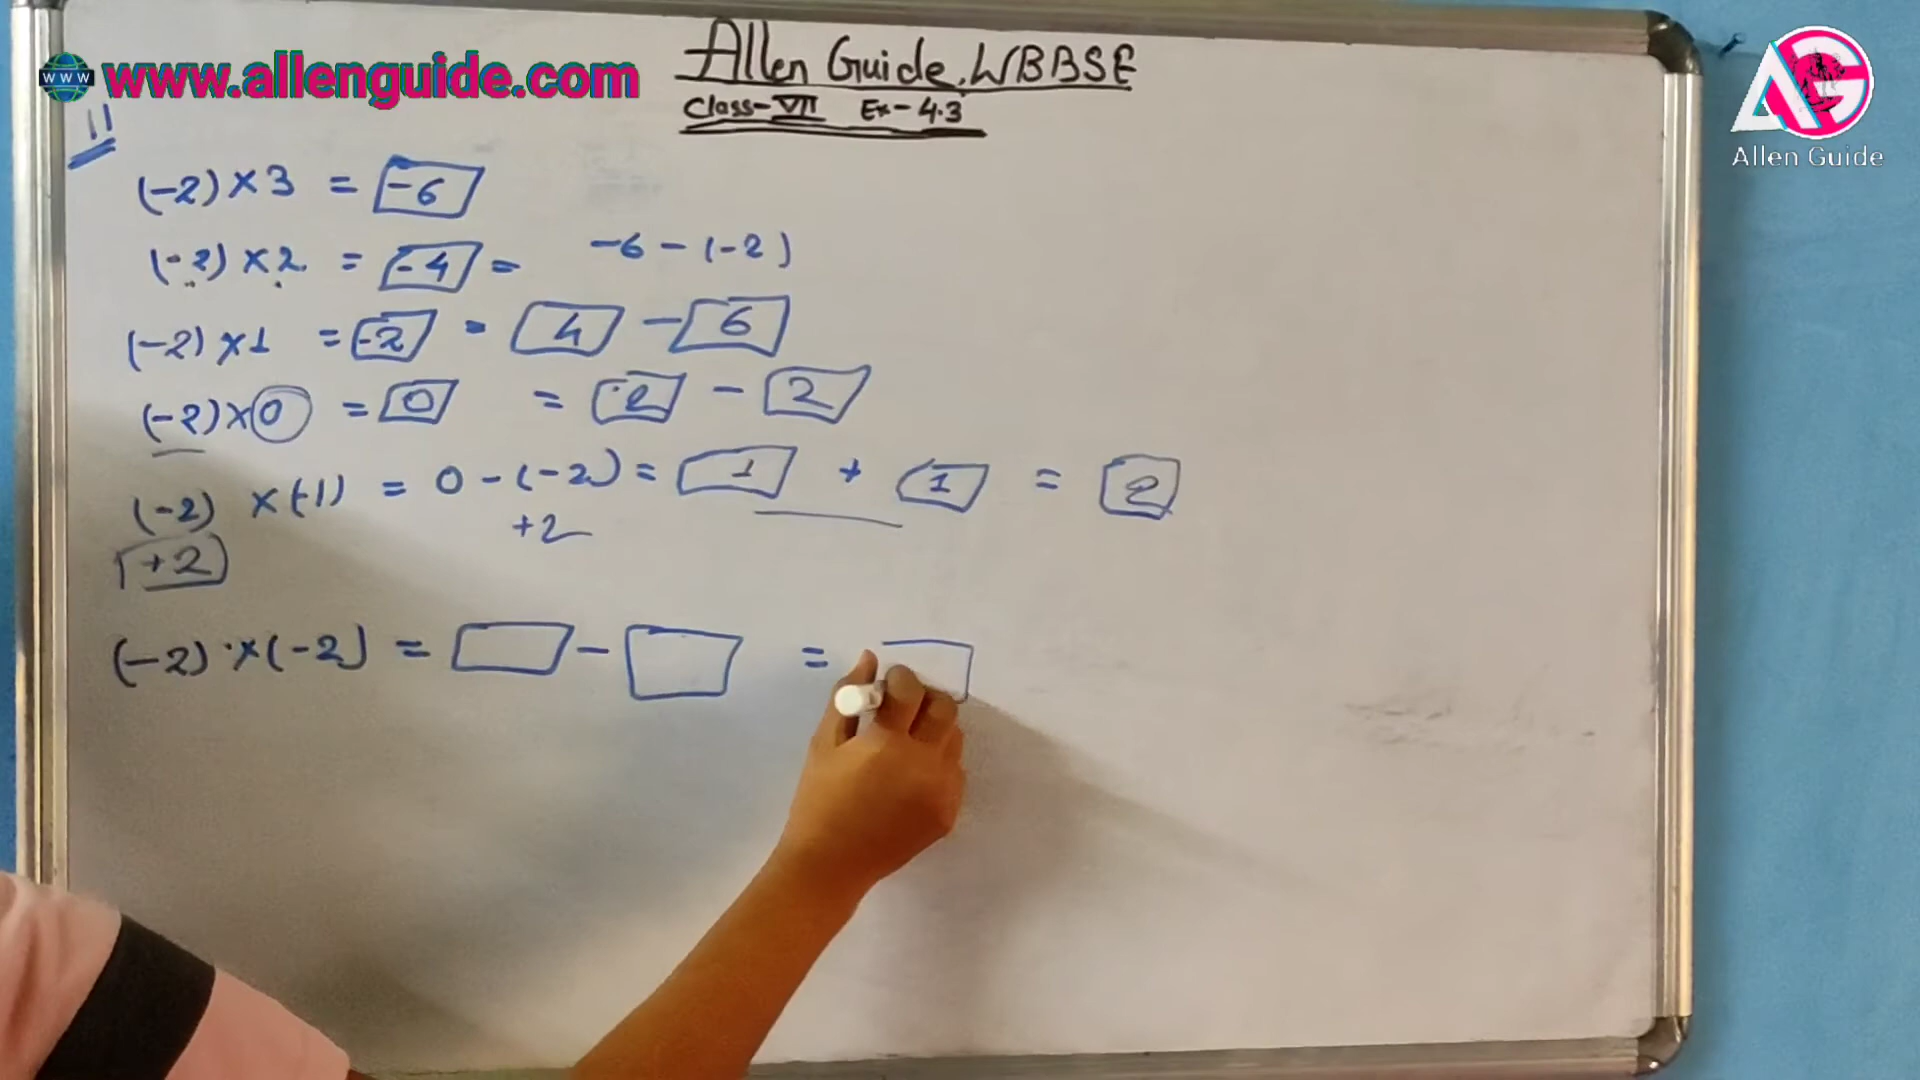 www.allenguide.com
WWW
Allen Guide, WBBSE
Class-VII Ex-4.3
AG
Allen Guide
11
(-2) × 3 = -6
(-2) × 2 = -4 = -6 - (-2)
(-2) × 1 = -2 = 4 - 6
(-2) × 0 = 0 = 2 - 2
(-2) × (-1) = 0 - (-2) = 1 + 1 = 2
+2
+2
(-2) × (-2) = □ - □ = □